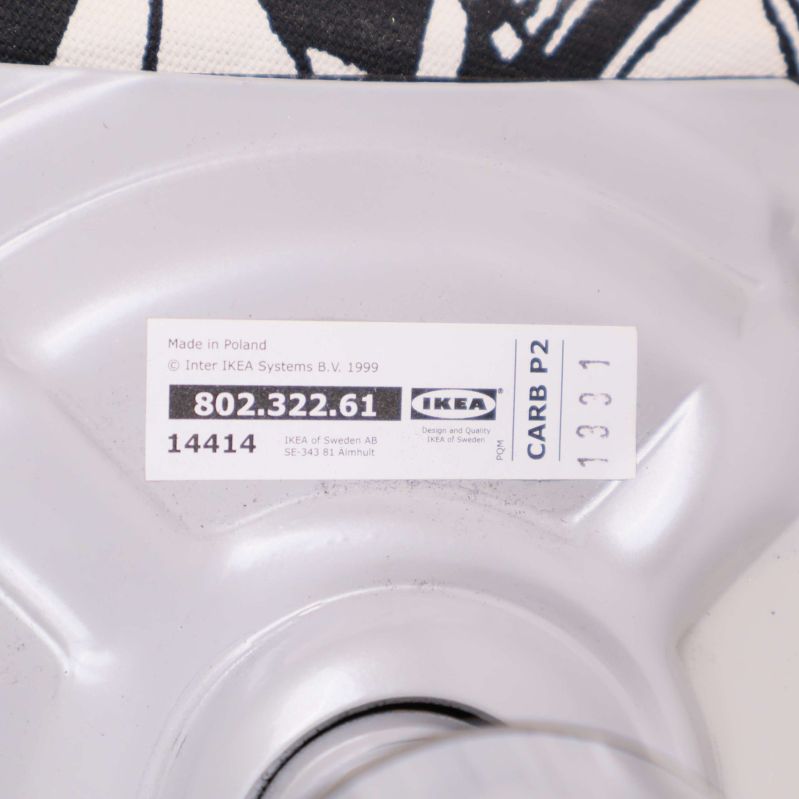 Made in Poland
© Inter IKEA Systems B.V. 1999
802.322.61
IKEA®
14414
IKEA of Sweden AB
SE-343 81 Älmhult
Design and Quality
IKEA of Sweden
PQM
CARB P2
1331